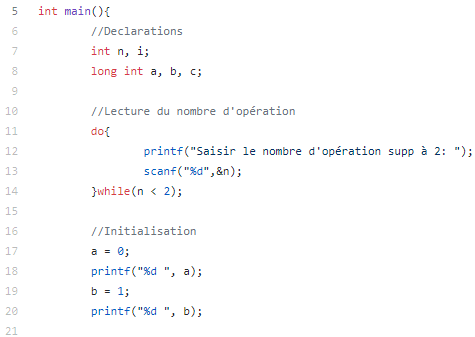 5 int main(){
6 //Declarations
7 int n, i;
8 long int a, b, c;
9
10 //Lecture du nombre d'opération
11 do{
12 printf("Saisir le nombre d'opération supp à 2: ");
13 scanf("%d",&n);
14 }while(n < 2);
15
16 //Initialisation
17 a = 0;
18 printf("%d ", a);
19 b = 1;
20 printf("%d ", b);
21